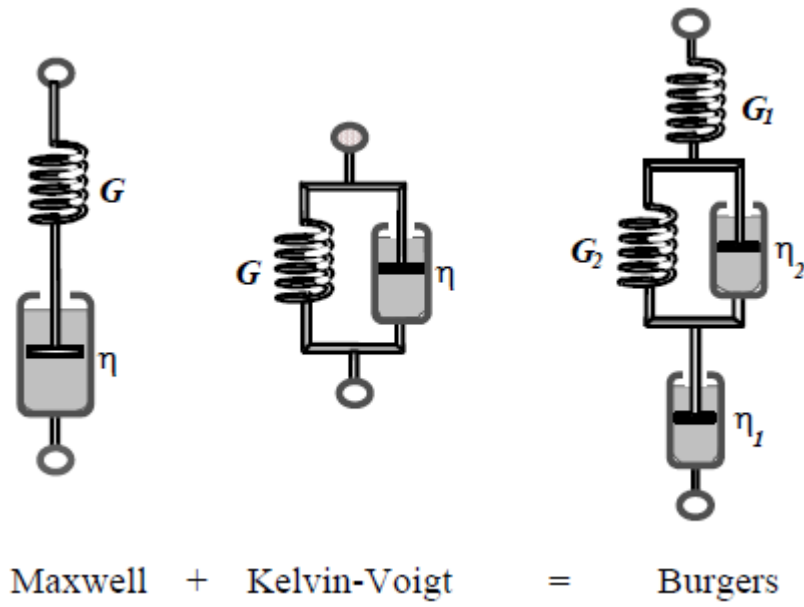 G
η
G
η
G₁
G₂
η₂
η₁
Maxwell + Kelvin-Voigt = Burgers